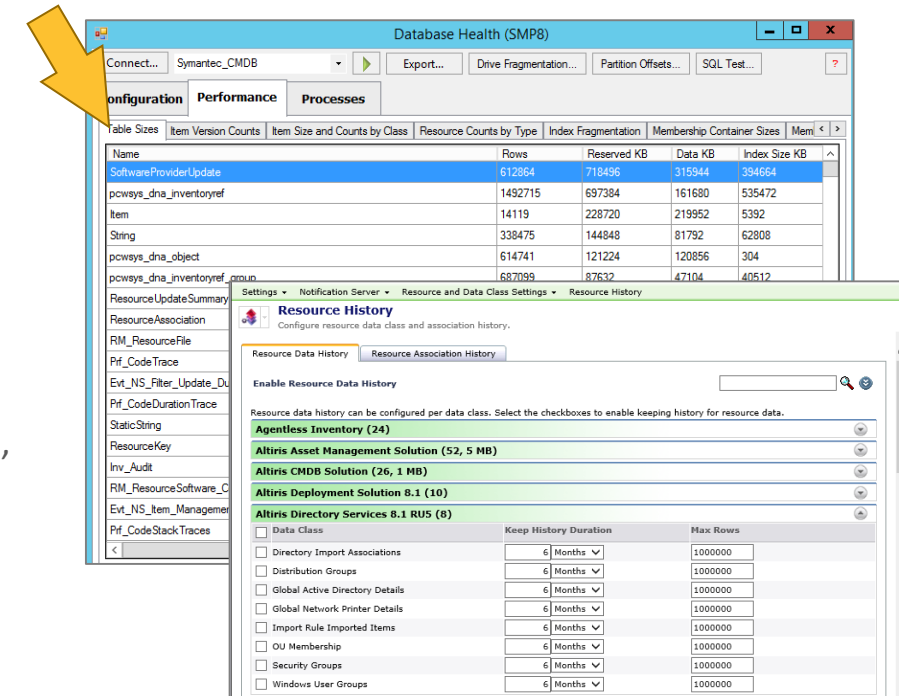 Database Health (SMP8)
Connect... Symantec_CMDB Export... Drive Fragmentation... Partition Offsets... SQL Test... ?
Performance Processes
Table Sizes Item Version Counts Item Size and Counts by Class Resource Counts by Type Index Fragmentation Membership Container Sizes Mem
Name Rows Reserved KB Data KB Index Size KB
SoftwareProviderUpdate 612864 718496 315944 394664
pcwsys_dna_inventoryref 1492715 697384 161680 535472
Item 14119 228720 219952 5392
String 338475 144848 81792 62808
pcwsys_dna_object 614741 121224 120856 304
pcwsys_dna_inventoryref_group 687099 87632 47104 40512
ResourceUpdateSummary
ResourceAssociation
RM_ResourceFile
Prf_CodeTrace
Evt_NS_Filter_Update_Du
Prf_CodeDurationTrace
StaticString
ResourceKey
Inv_Audit
RM_ResourceSoftware_C
Evt_NS_Item_Managemer
Prf_CodeStackTraces
,
Settings Notification Server Resource and Data Class Settings Resource History
Resource History
Configure resource data class and association history.
Resource Data History Resource Association History
Enable Resource Data History
Resource data history can be configured per data class. Select the checkboxes to enable keeping history for resource data.
Agentless Inventory (24)
Altiris Asset Management Solution (52, 5 MB)
Altiris CMDB Solution (26, 1 MB)
Altiris Deployment Solution 8.1 (10)
Altiris Directory Services 8.1 RU5 (8)
Data Class Keep History Duration Max Rows
Directory Import Associations 6 Months 1000000
Distribution Groups 6 Months 1000000
Global Active Directory Details 6 Months 1000000
Global Network Printer Details 6 Months 1000000
Import Rule Imported Items 6 Months 1000000
OU Membership 6 Months 1000000
Security Groups 6 Months 1000000
Windows User Groups 6 Months 1000000